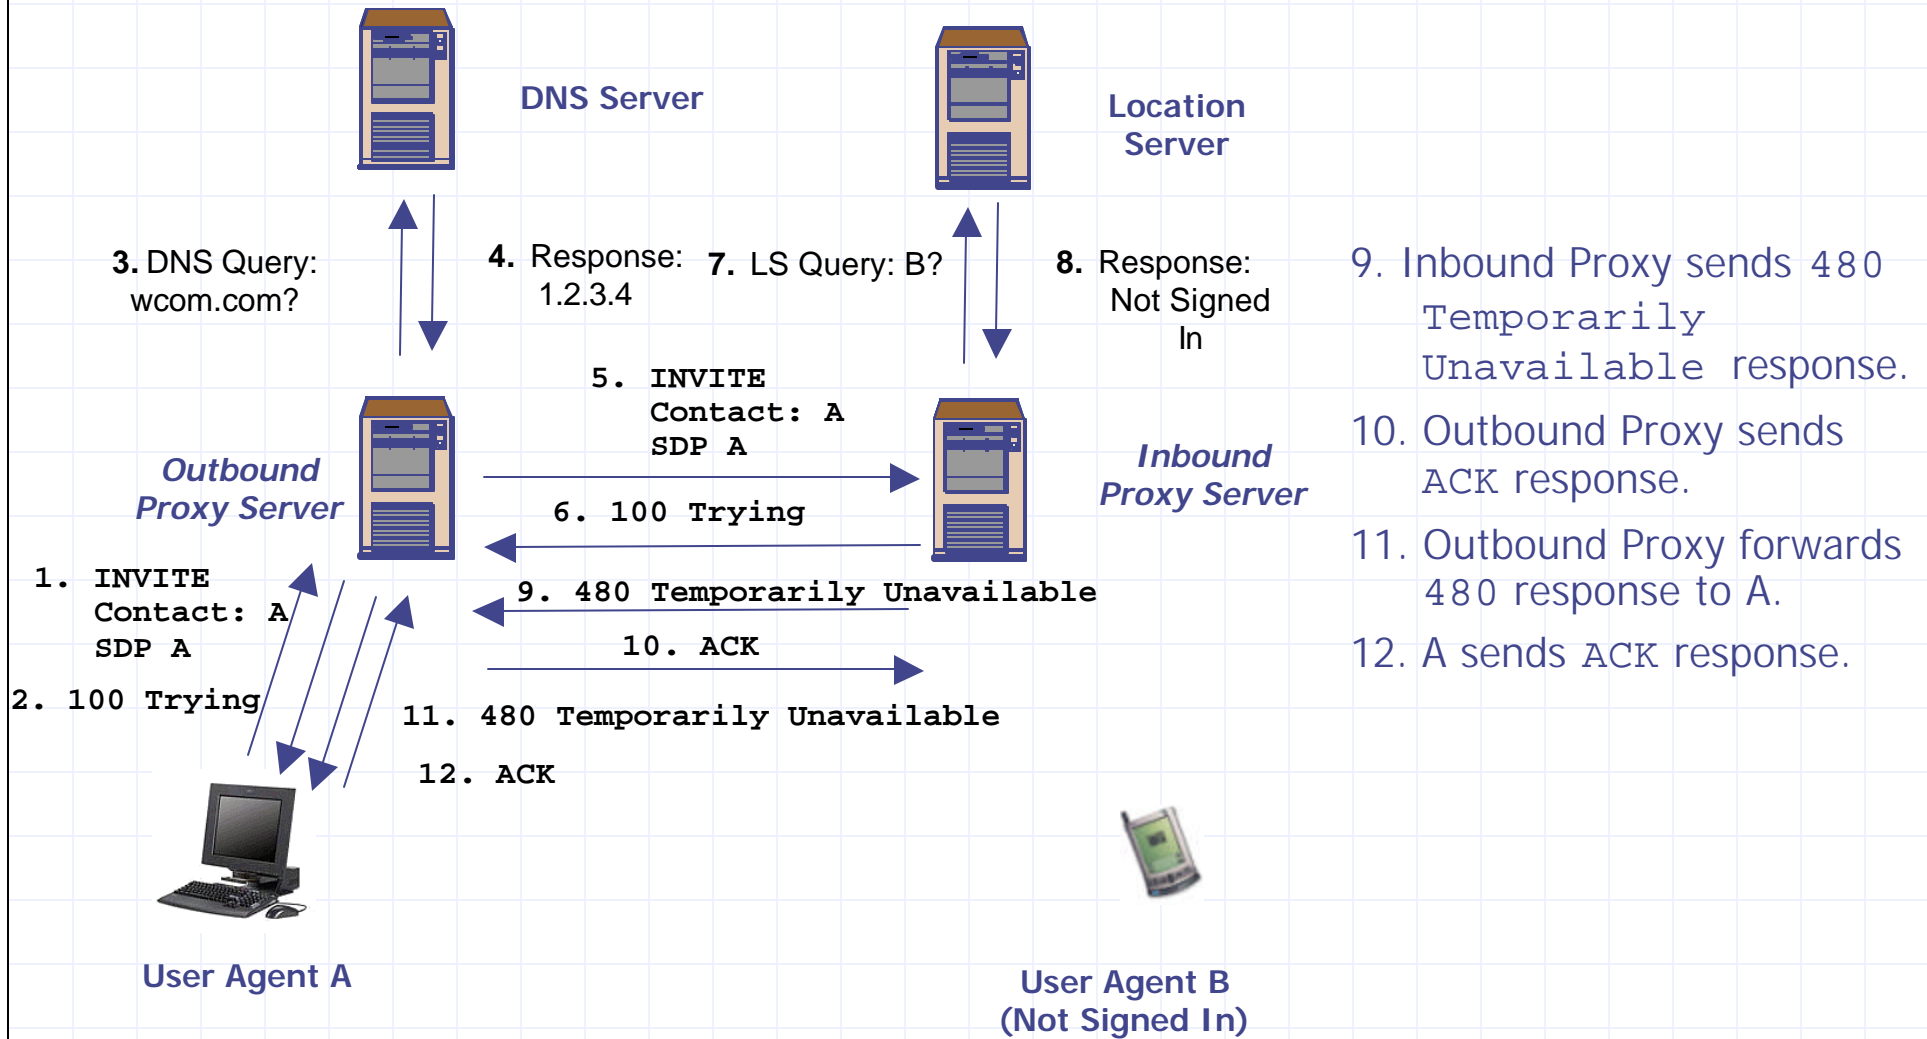 DNS Server
Location
Server
3. DNS Query:
wcom.com?
4. Response:
1.2.3.4
7. LS Query: B?
8. Response:
Not Signed
In
5. INVITE
Contact: A
SDP A
Outbound
Proxy Server
Inbound
Proxy Server
6. 100 Trying
1. INVITE
Contact: A
SDP A
2. 100 Trying
9. 480 Temporarily Unavailable
10. ACK
11. 480 Temporarily Unavailable
12. ACK
User Agent A
User Agent B
(Not Signed In)
9. Inbound Proxy sends 480
Temporarily
Unavailable response.
10. Outbound Proxy sends
ACK response.
11. Outbound Proxy forwards
480 response to A.
12. A sends ACK response.